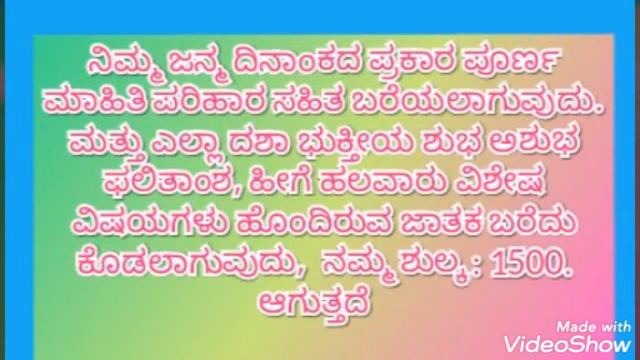 ನಿಮ್ಮ ಜನ್ಮ ದಿನಾಂಕದ ಪ್ರಕಾರ ಪೂರ್ಣ
ಮಾಹಿತಿ ಪರಿಹಾರ ಸಹಿತ ಬರೆಯಲಾಗುವುದು.
ಮತ್ತು ಎಲ್ಲಾ ದಶಾ ಭುಕ್ತೀಯ ಶುಭ ಅಶುಭ
ಫಲಿತಾಂಶ, ಹೀಗೆ ಹಲವಾರು ವಿಶೇಷ
ವಿಷಯಗಳು ಹೊಂದಿರುವ ಜಾತಕ ಬರೆದು
ಕೊಡಲಾಗುವುದು, ನಮ್ಮ ಶುಲ್ಕ : 1500.
ಆಗುತ್ತದೆ
Made with
VideoShow